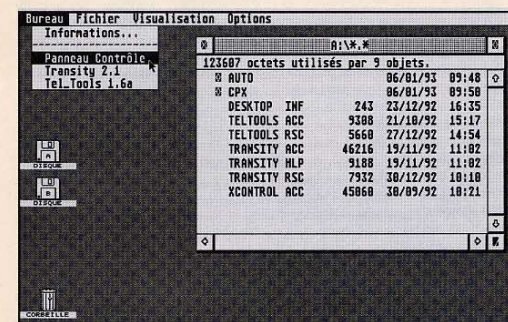 Bureau Fichier Visualisation Options
Informations...
Panneau Contrôle
Transity 2.1
Tel_Tools 1.6a
A:\*.*
123607 octets utilisés par 9 objets.
AUTO 06/01/93 09:48
CPX 06/01/93 09:50
DESKTOP INF 243 23/12/92 16:35
TELTOOLS ACC 9308 21/10/92 15:17
TELTOOLS RSC 5660 27/12/92 14:54
TRANSITY ACC 46216 19/11/92 11:02
TRANSITY HLP 9188 19/11/92 11:02
TRANSITY RSC 7932 30/12/92 10:10
XCONTROL ACC 45060 30/09/92 10:21
A
DISQUE
B
DISQUE
CORBEILLE